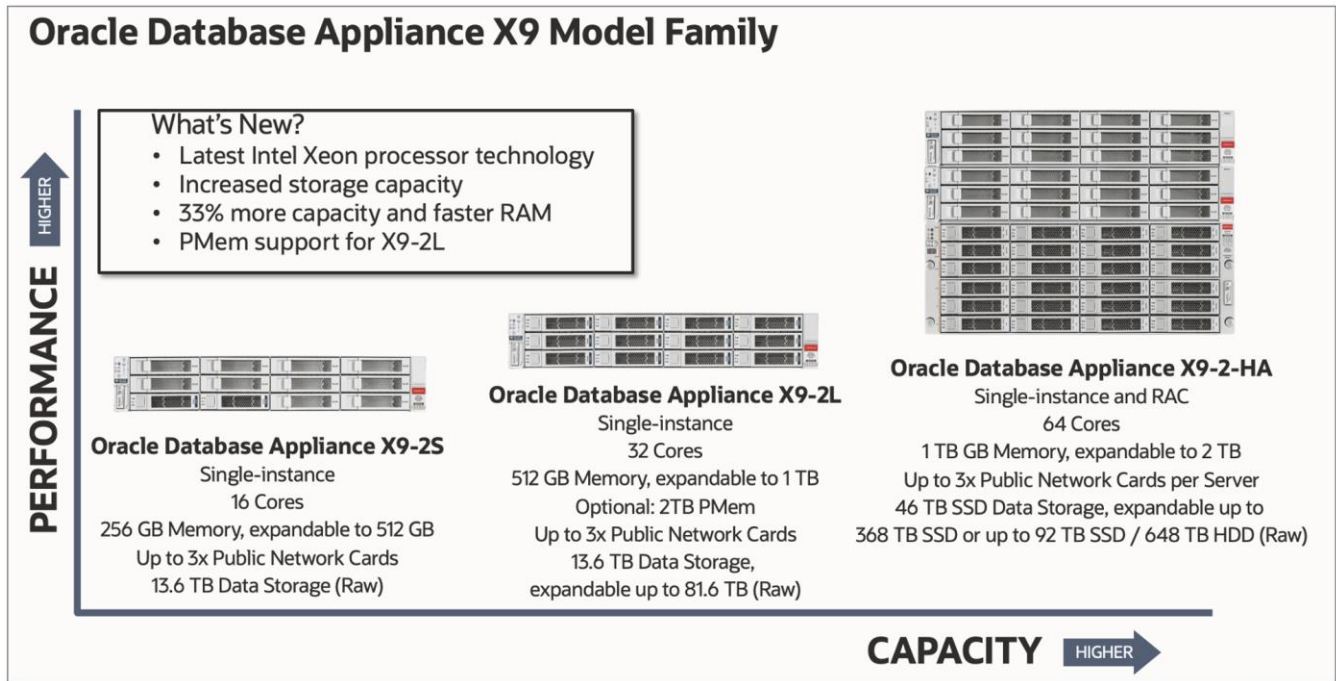 Oracle Database Appliance X9 Model Family
What's New?
• Latest Intel Xeon processor technology
• Increased storage capacity
• 33% more capacity and faster RAM
• PMem support for X9-2L
HIGHER
PERFORMANCE
Oracle Database Appliance X9-2S
Single-instance
16 Cores
256 GB Memory, expandable to 512 GB
Up to 3x Public Network Cards
13.6 TB Data Storage (Raw)
Oracle Database Appliance X9-2L
Single-instance
32 Cores
512 GB Memory, expandable to 1 TB
Optional: 2TB PMem
Up to 3x Public Network Cards
13.6 TB Data Storage,
expandable up to 81.6 TB (Raw)
Oracle Database Appliance X9-2-HA
Single-instance and RAC
64 Cores
1 TB GB Memory, expandable to 2 TB
Up to 3x Public Network Cards per Server
46 TB SSD Data Storage, expandable up to
368 TB SSD or up to 92 TB SSD / 648 TB HDD (Raw)
CAPACITY
HIGHER